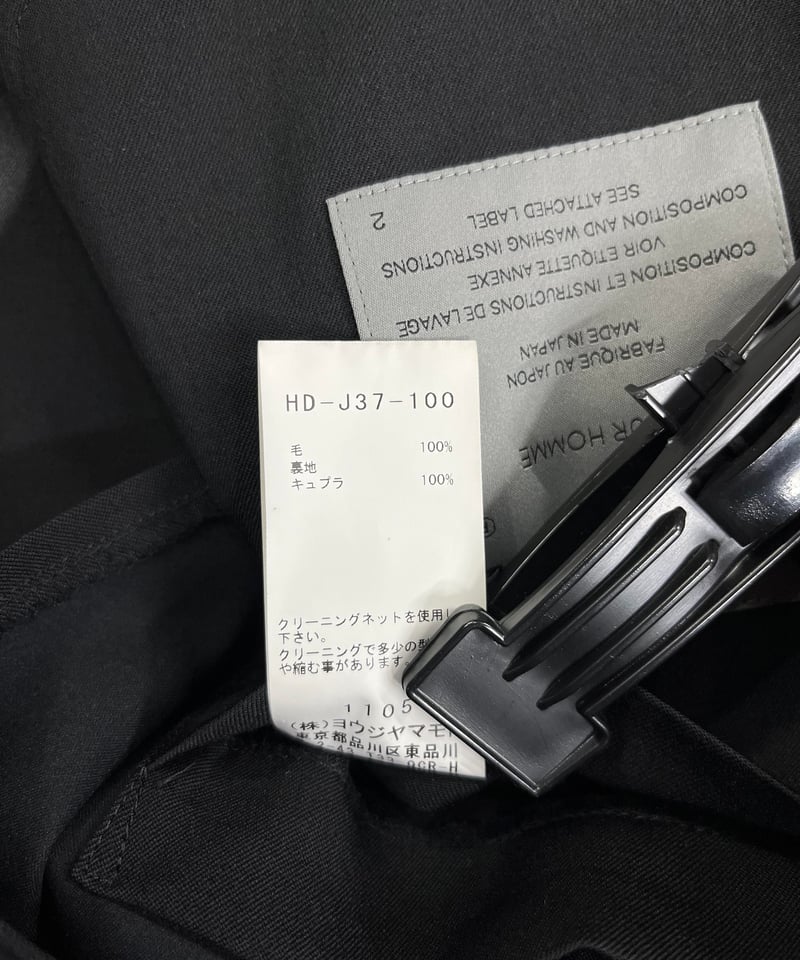 HD-J37-100
毛 100%
裏地
キュプラ 100%
クリーニングネットを使用し
下さい。
クリーニングで多少の型
や縮む事があります。
1105
(株)ヨウジヤマモ
東京都品川区東品川
HOMME
MADE IN JAPAN
FABRIQUE AU JAPON
COMPOSITION ET INSTRUCTIONS DE LAVAGE
VOIR ETIQUETTE ANNEXE
COMPOSITION AND WASHING INSTRUCTIONS
SEE ATTACHED LABEL
2